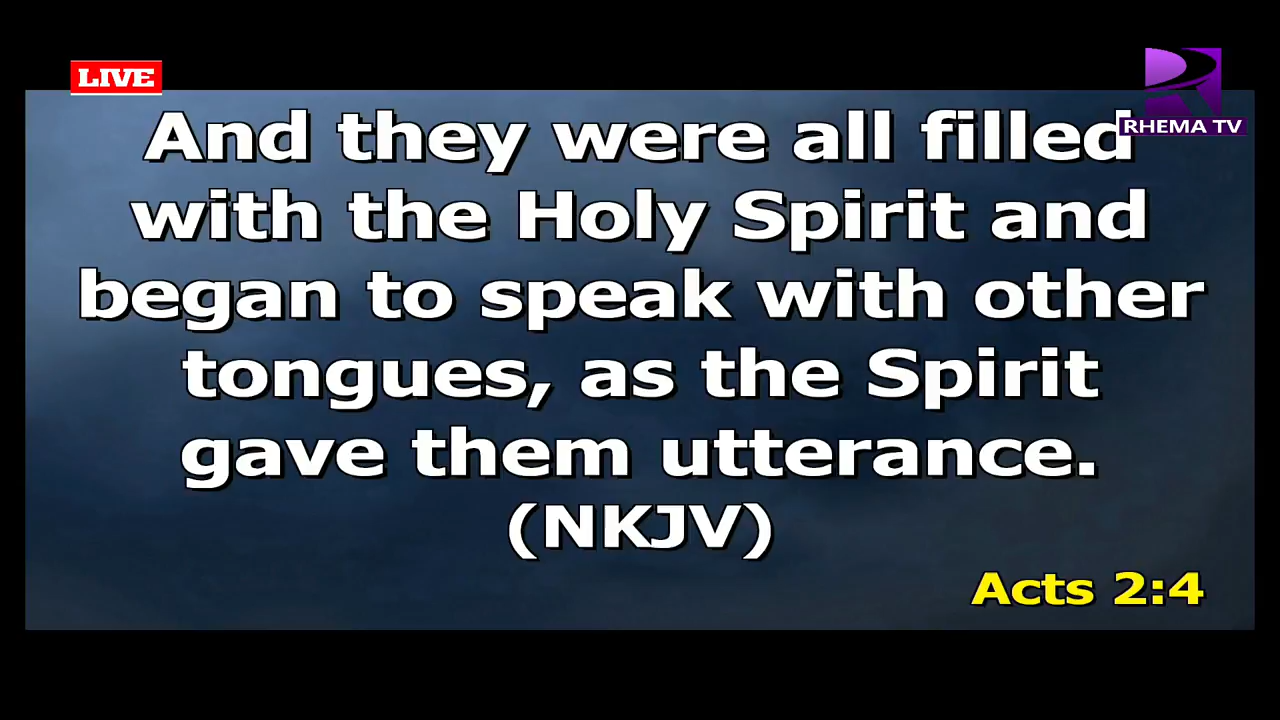 LIVE
RHEMA TV
And they were all filled
with the Holy Spirit and
began to speak with other
tongues, as the Spirit
gave them utterance.
(NKJV)
Acts 2:4